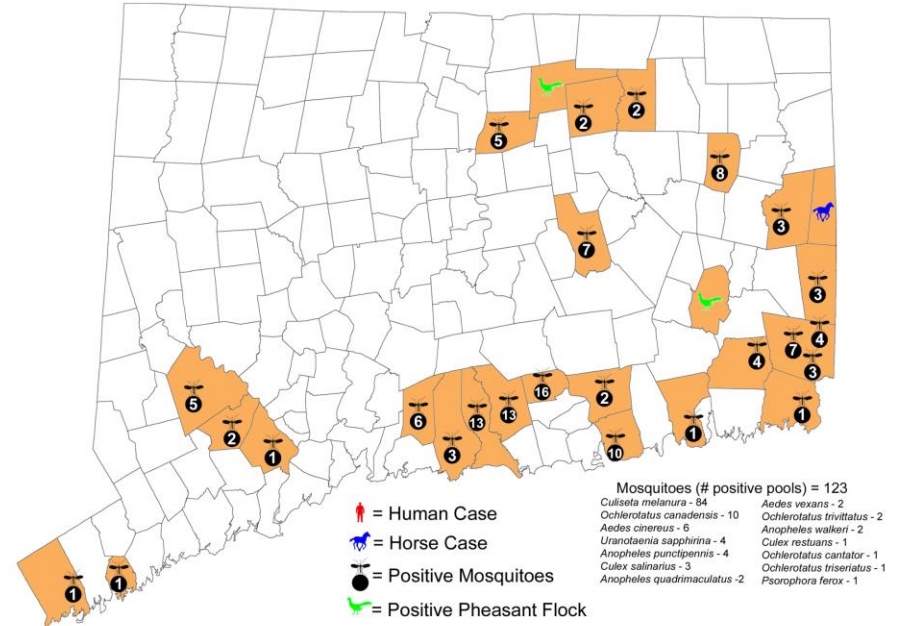 2
2
5
8
3
7
3
4
7
4
3
16
2
5
13
1
6
13
1
2
10
3
1
1
1
= Human Case
= Horse Case
= Positive Mosquitoes
= Positive Pheasant Flock
Mosquitoes (# positive pools) = 123
Culiseta melanura - 84
Ochlerotatus canadensis - 10
Aedes cinereus - 6
Uranotaenia sapphirina - 4
Anopheles punctipennis - 4
Culex salinarius - 3
Anopheles quadrimaculatus -2
Aedes vexans - 2
Ochlerotatus trivittatus - 2
Anopheles walkeri - 2
Culex restuans - 1
Ochlerotatus cantator - 1
Ochlerotatus triseriatus - 1
Psorophora ferox - 1